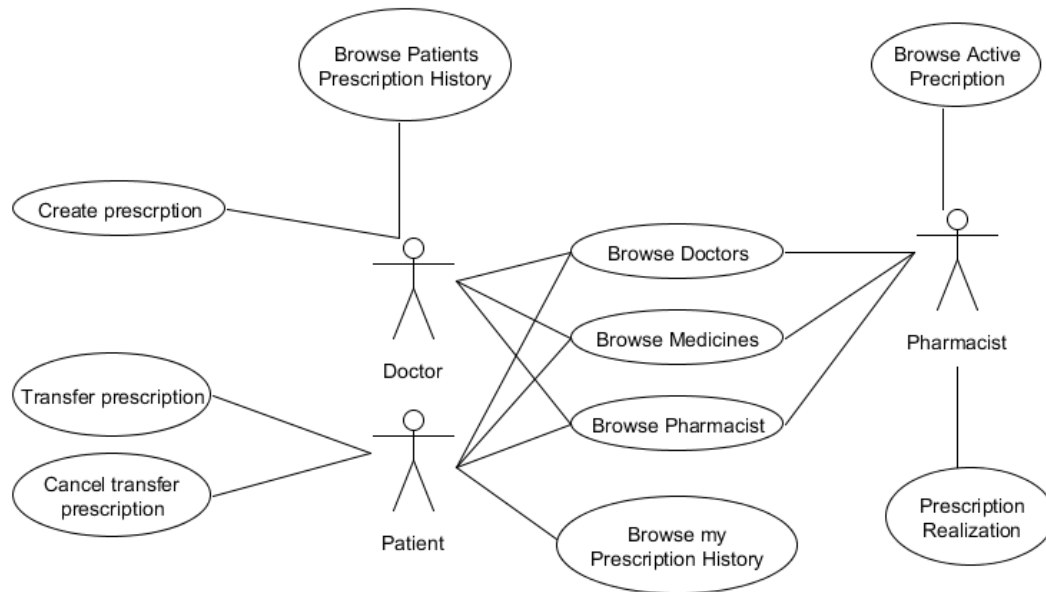 Browse Patients
Prescription History
Browse Active
Precription
Create prescrption
Browse Doctors
Browse Medicines
Pharmacist
Doctor
Transfer prescription
Browse Pharmacist
Cancel transfer
prescription
Patient
Browse my
Prescription History
Prescription
Realization